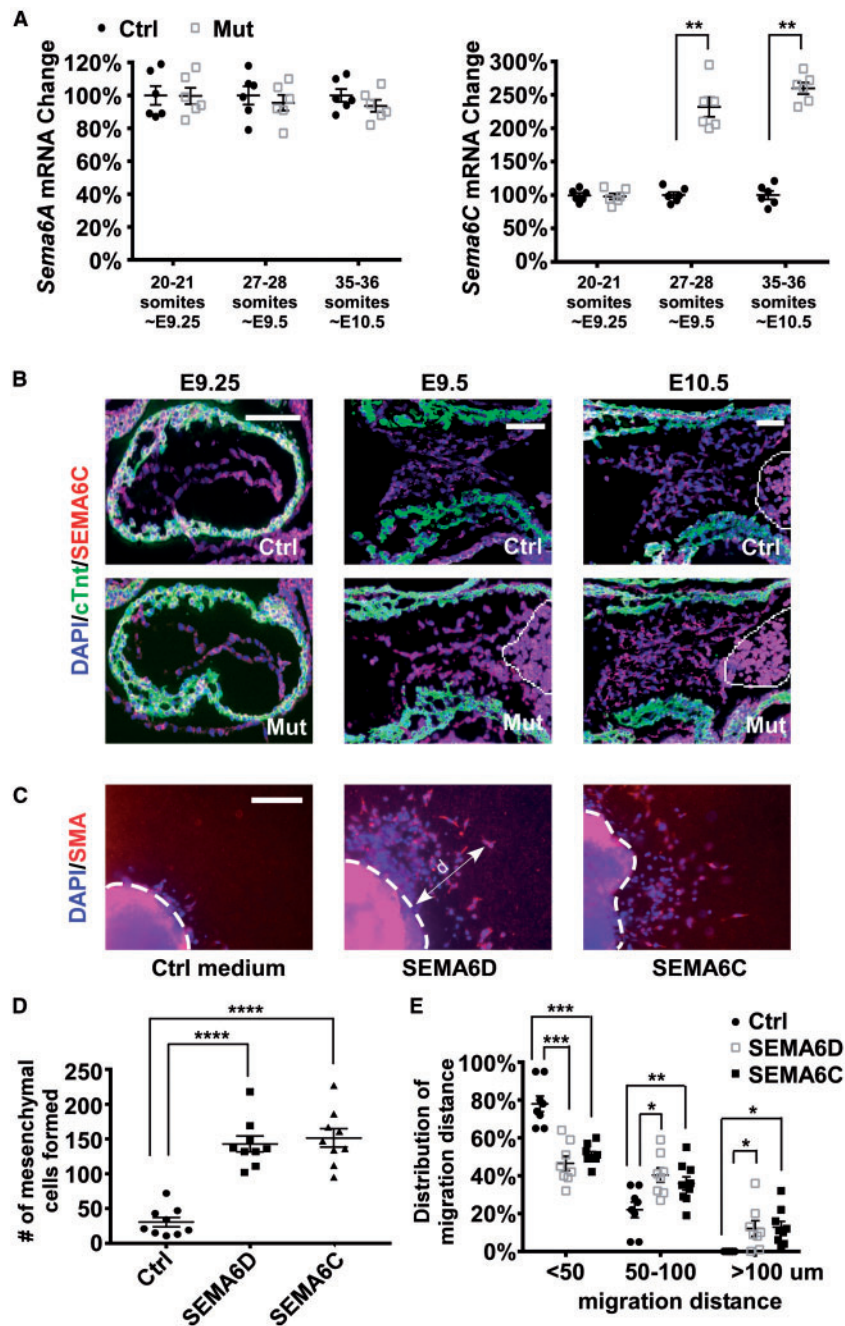 A
Ctrl
Mut
Sema6A mRNA Change
120%
100%
80%
60%
40%
20%
0%
20-21
somites
~E9.25
27-28
somites
~E9.5
35-36
somites
~E10.5
Sema6C mRNA Change
300%
250%
200%
150%
100%
50%
0%
**
**
20-21
somites
~E9.25
27-28
somites
~E9.5
35-36
somites
~E10.5
B
E9.25
E9.5
E10.5
DAPI/cTnt/SEMA6C
Ctrl
Ctrl
Ctrl
Mut
Mut
Mut
C
DAPI/SMA
d
Ctrl medium
SEMA6D
SEMA6C
D
****
****
# of mesenchymal
cells formed
250
200
150
100
50
0
Ctrl
SEMA6D
SEMA6C
E
Ctrl
SEMA6D
SEMA6C
***
***
**
*
*
*
Distribution of
migration distance
100%
80%
60%
40%
20%
0%
<50
50-100
>100 um
migration distance